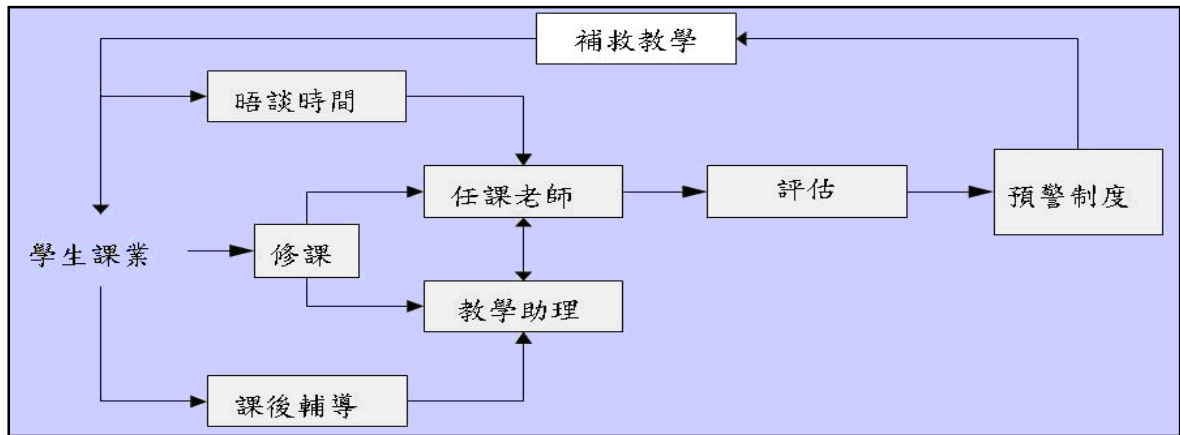 補救教學
晤談時間
任課老師
評估
預警制度
學生課業
修課
教學助理
課後輔導